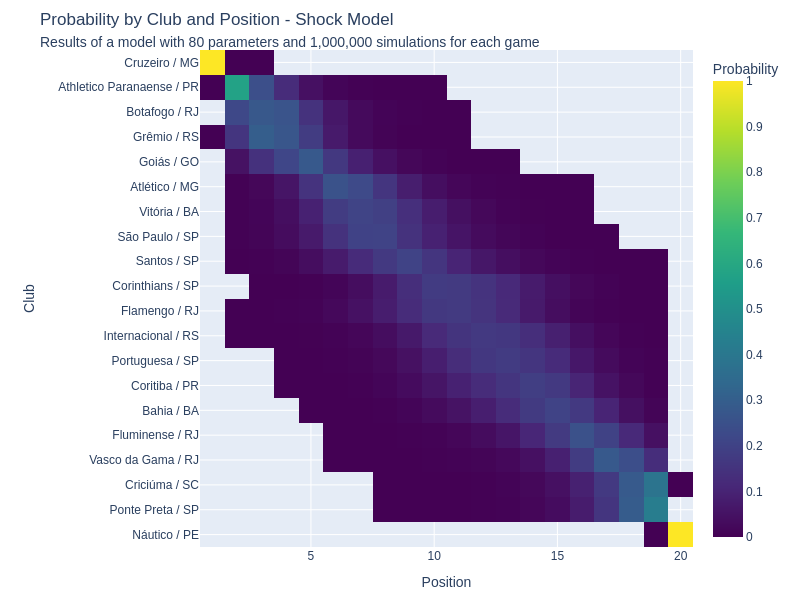 Probability by Club and Position - Shock Model
Results of a model with 80 parameters and 1,000,000 simulations for each game
Probability
Club
Cruzeiro / MG
Athletico Paranaense / PR
Botafogo / RJ
Grêmio / RS
Goiás / GO
Atlético / MG
Vitória / BA
São Paulo / SP
Santos / SP
Corinthians / SP
Flamengo / RJ
Internacional / RS
Portuguesa / SP
Coritiba / PR
Bahia / BA
Fluminense / RJ
Vasco da Gama / RJ
Criciúma / SC
Ponte Preta / SP
Náutico / PE
5
10
15
20
Position
1
0.9
0.8
0.7
0.6
0.5
0.4
0.3
0.2
0.1
0